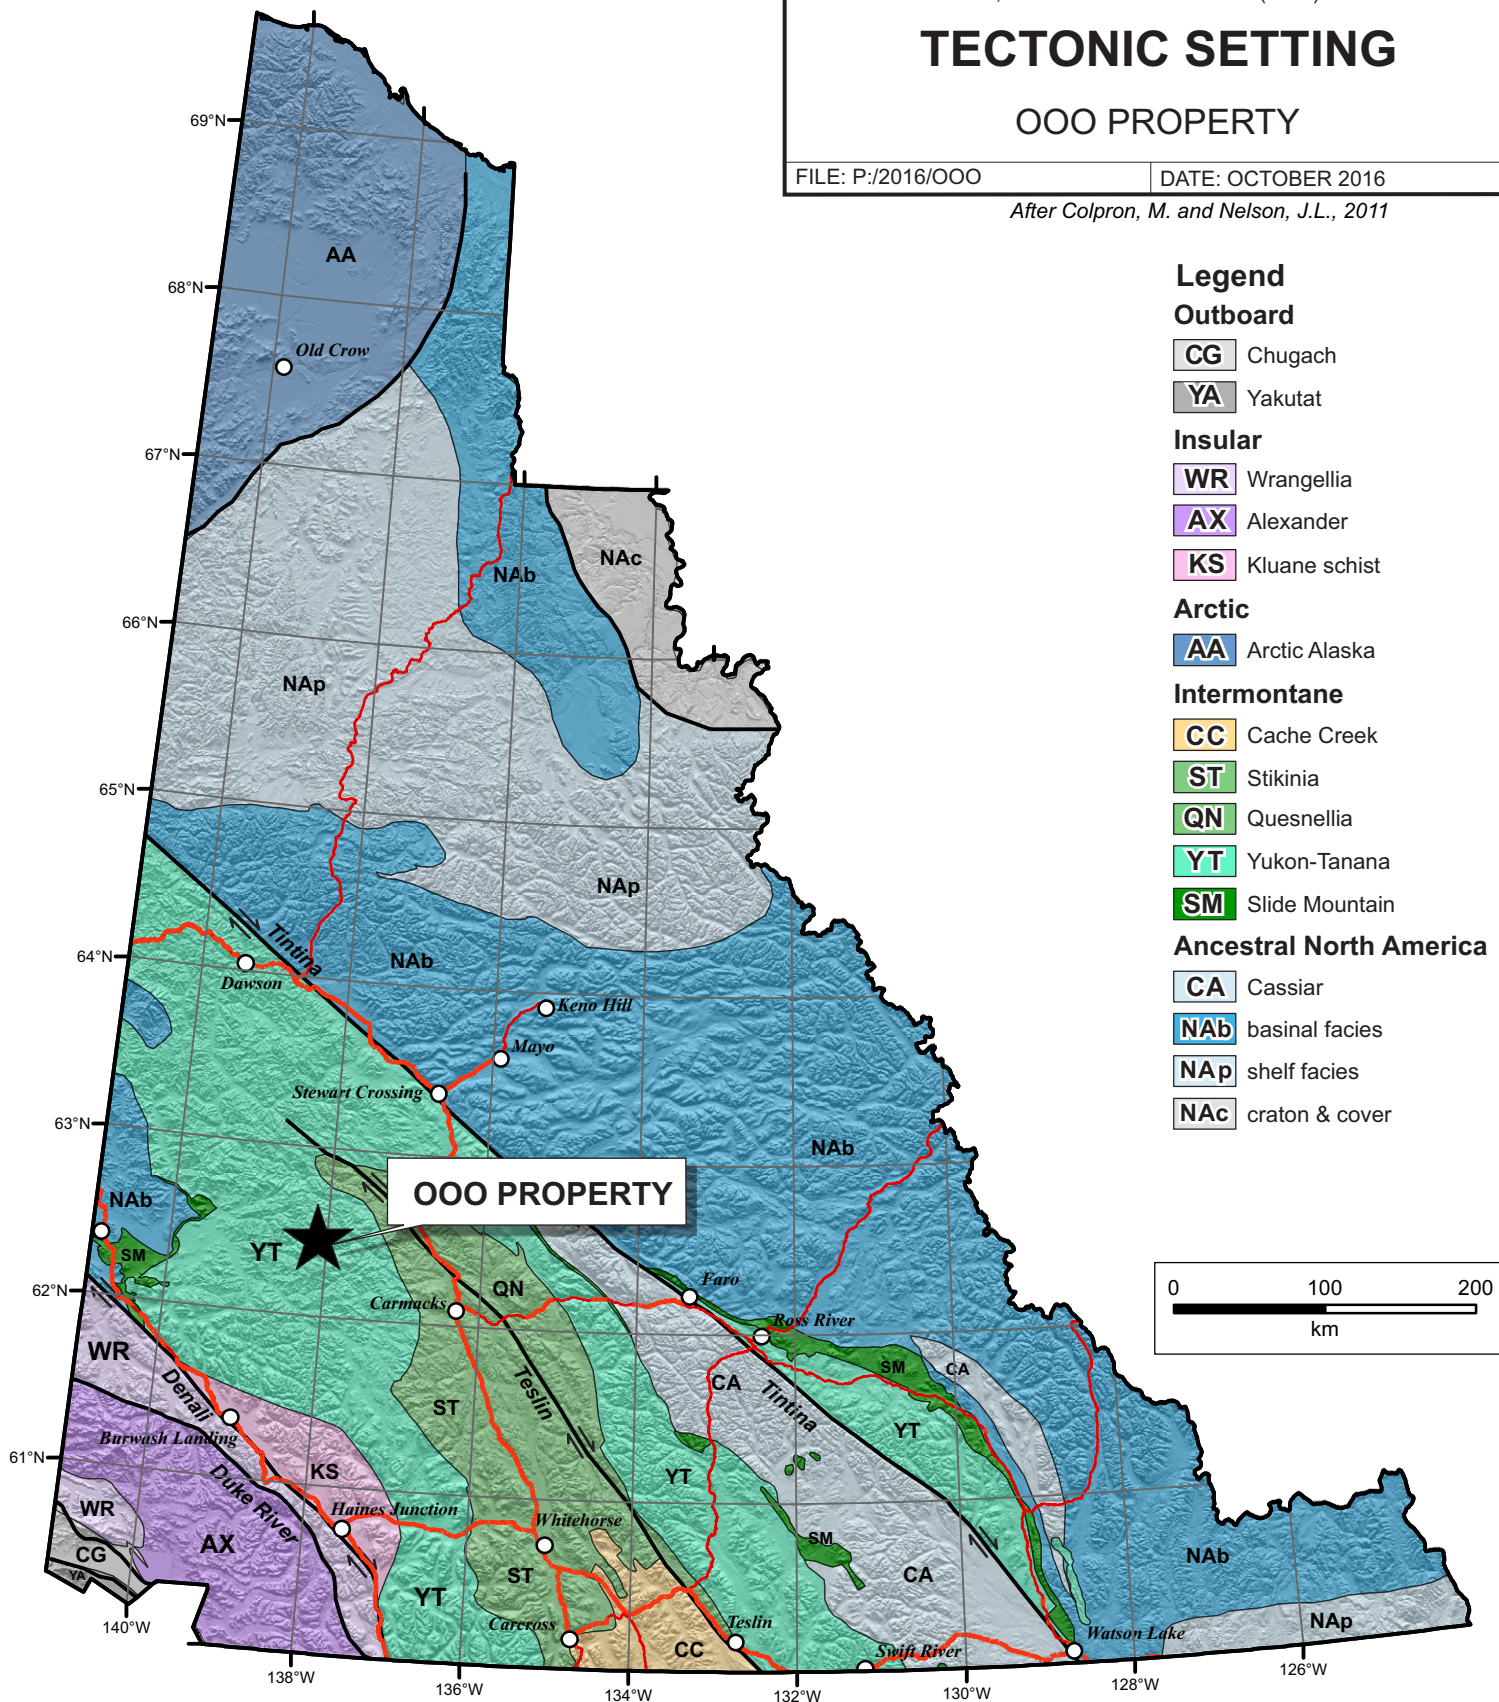 TECTONIC SETTING
OOO PROPERTY
FILE: P:/2016/OOO
DATE: OCTOBER 2016
After Colpron, M. and Nelson, J.L., 2011
Legend
Outboard
CG Chugach
YA Yakutat
Insular
WR Wrangellia
AX Alexander
KS Kluane schist
Arctic
AA Arctic Alaska
Intermontane
CC Cache Creek
ST Stikinia
QN Quesnellia
YT Yukon-Tanana
SM Slide Mountain
Ancestral North America
CA Cassiar
NAb basinal facies
NAp shelf facies
NAc craton & cover
0 100 200
km
69°N
AA
68°N
Old Crow
67°N
NAc
NAb
66°N
NAp
65°N
NAp
Tintina
64°N
NAb
Dawson
Keno Hill
Mayo
Stewart Crossing
63°N
NAb
OOO PROPERTY
NAb
YT
SM
62°N
Faro
QN
Carmacks
Ross River
WR
SM
CA
CA
Denali
Teslin
Tintina
ST
YT
Burwash Landing
61°N
KS
YT
Duke River
WR
Haines Junction
Whitehorse
SM
AX
CG
YA
NAb
ST
CA
YT
140°W
Carcross
Teslin
Watson Lake
NAp
CC
Swift River
138°W
136°W
134°W
132°W
130°W
128°W
126°W